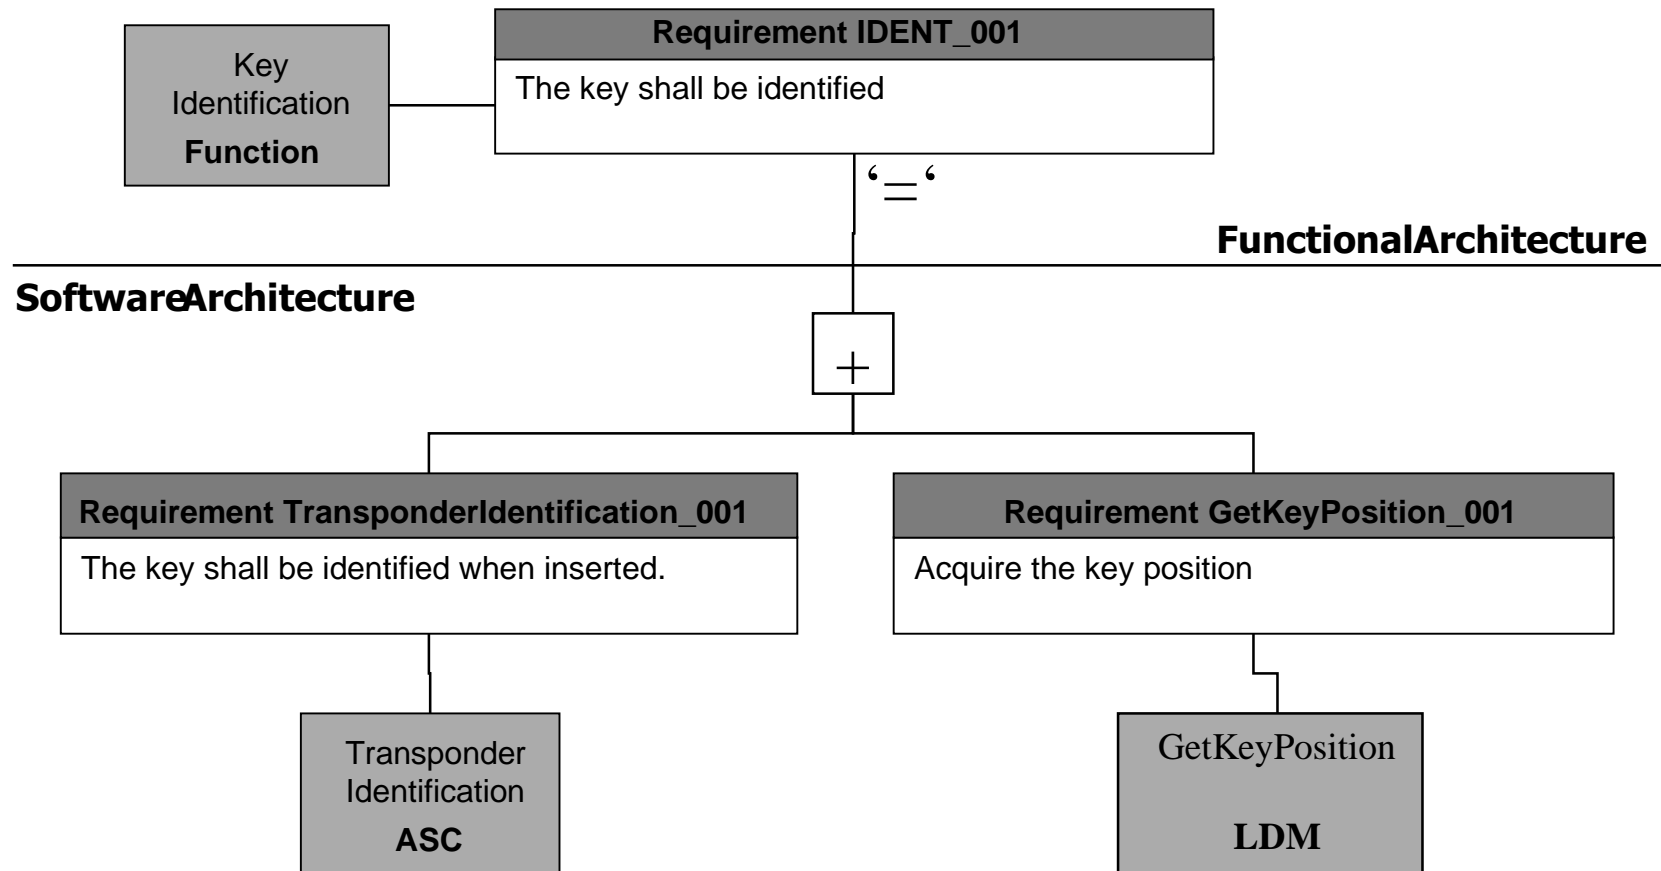 Requirement IDENT_001
Key
Identification
Function
The key shall be identified
‘=‘
FunctionalArchitecture
SoftwareArchitecture
+
Requirement TransponderIdentification_001
The key shall be identified when inserted.
Requirement GetKeyPosition_001
Acquire the key position
Transponder
Identification
ASC
GetKeyPosition
LDM